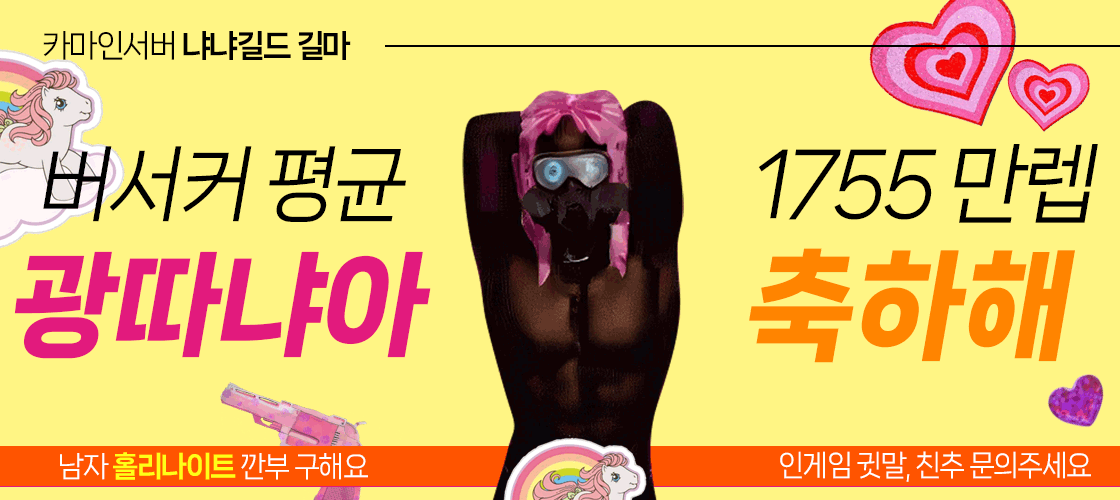 카마인서버 냐냐길드 길마
버서커 평균
광따냐아
1755 만렙
축하해
남자 홀리나이트 깐부 구해요
인게임 귓말, 친추 문의주세요